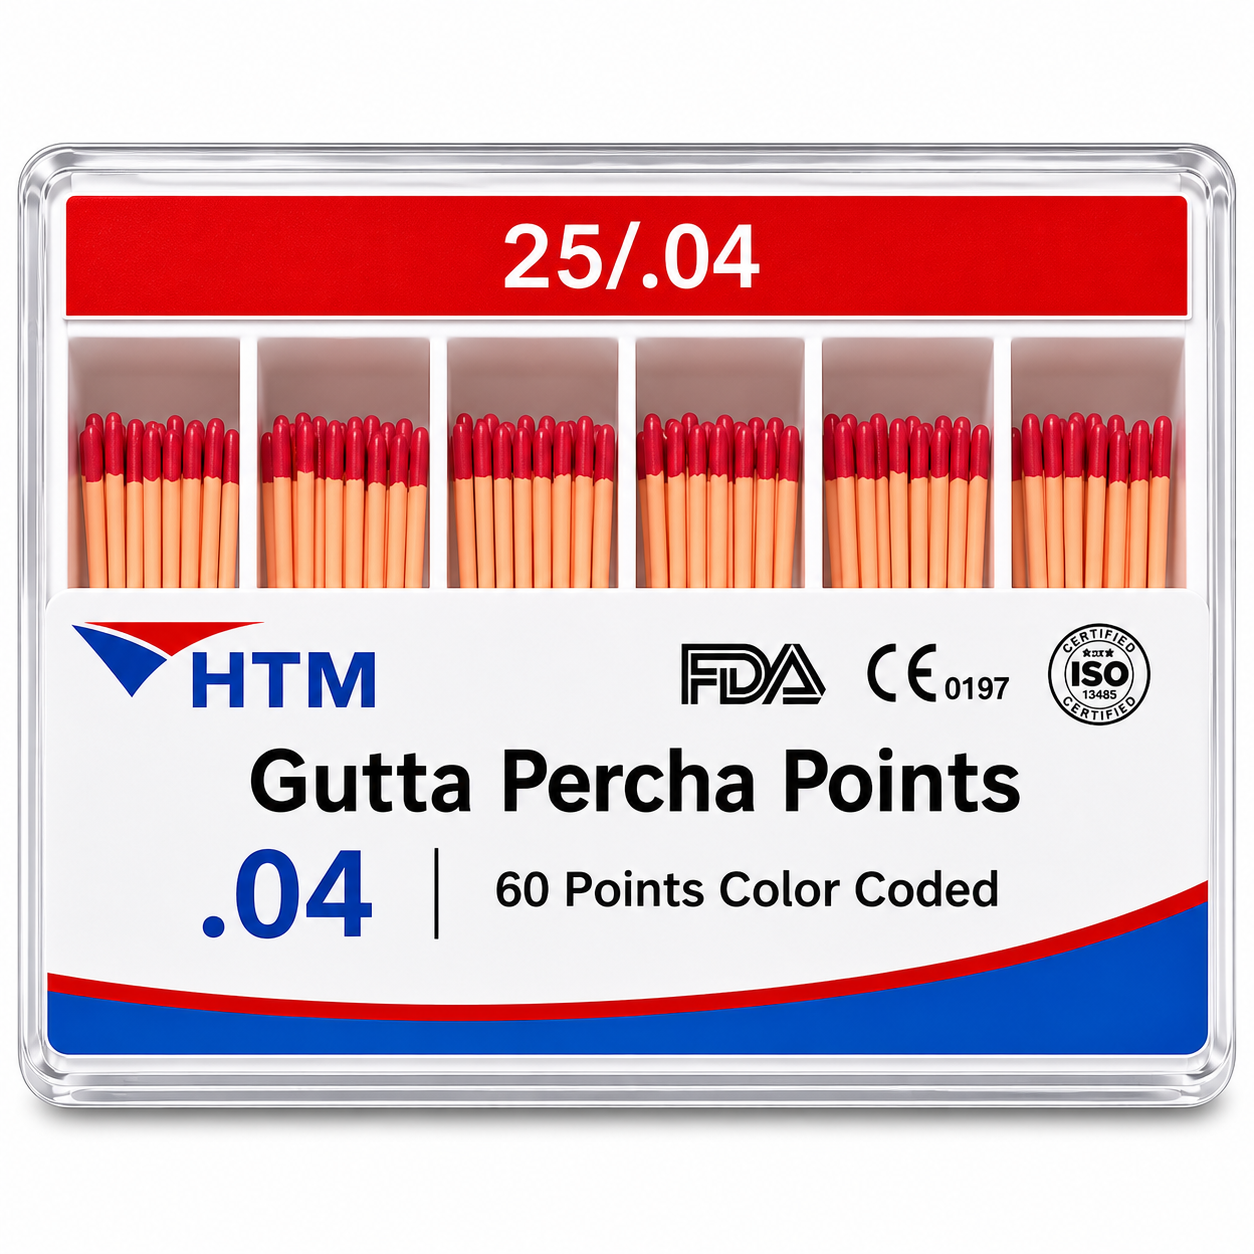 25/.04
HTM
FDA
CE 0197
CERTIFIED
ISO
13485
CERTIFIED
Gutta Percha Points
.04
60 Points Color Coded